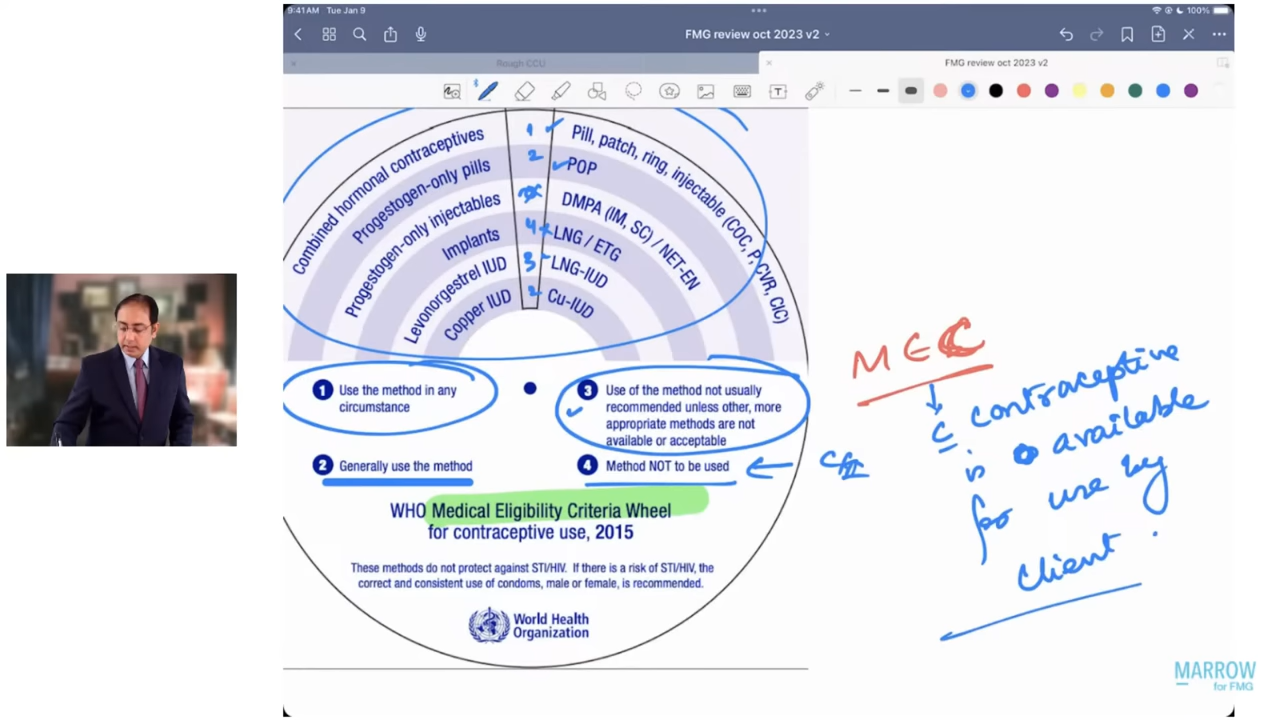 9:41AM Tue Jan 9
100%
FMG review oct 2023 v2
Rough CCU
FMG review oct 2023 v2
Combined hormonal contraceptives
1
Pill, patch, ring, injectable (COC, P, CVR, CIC)
Progestogen-only pills
2
POP
Progestogen-only injectables
DMPA (IM, SC) / NET-EN
Implants
4
LNG / ETG
Levonorgestrel IUD
3
LNG-IUD
Copper IUD
2
Cu-IUD
1 Use the method in any
circumstance
2 Generally use the method
3 Use of the method not usually
recommended unless other, more
appropriate methods are not
available or acceptable
4 Method NOT to be used
WHO Medical Eligibility Criteria Wheel
for contraceptive use, 2015
These methods do not protect against STI/HIV. If there is a risk of STI/HIV, the
correct and consistent use of condoms, male or female, is recommended.
World Health
Organization
MEC
C contraceptive
is available
for use by
client.
MARROW
for FMG